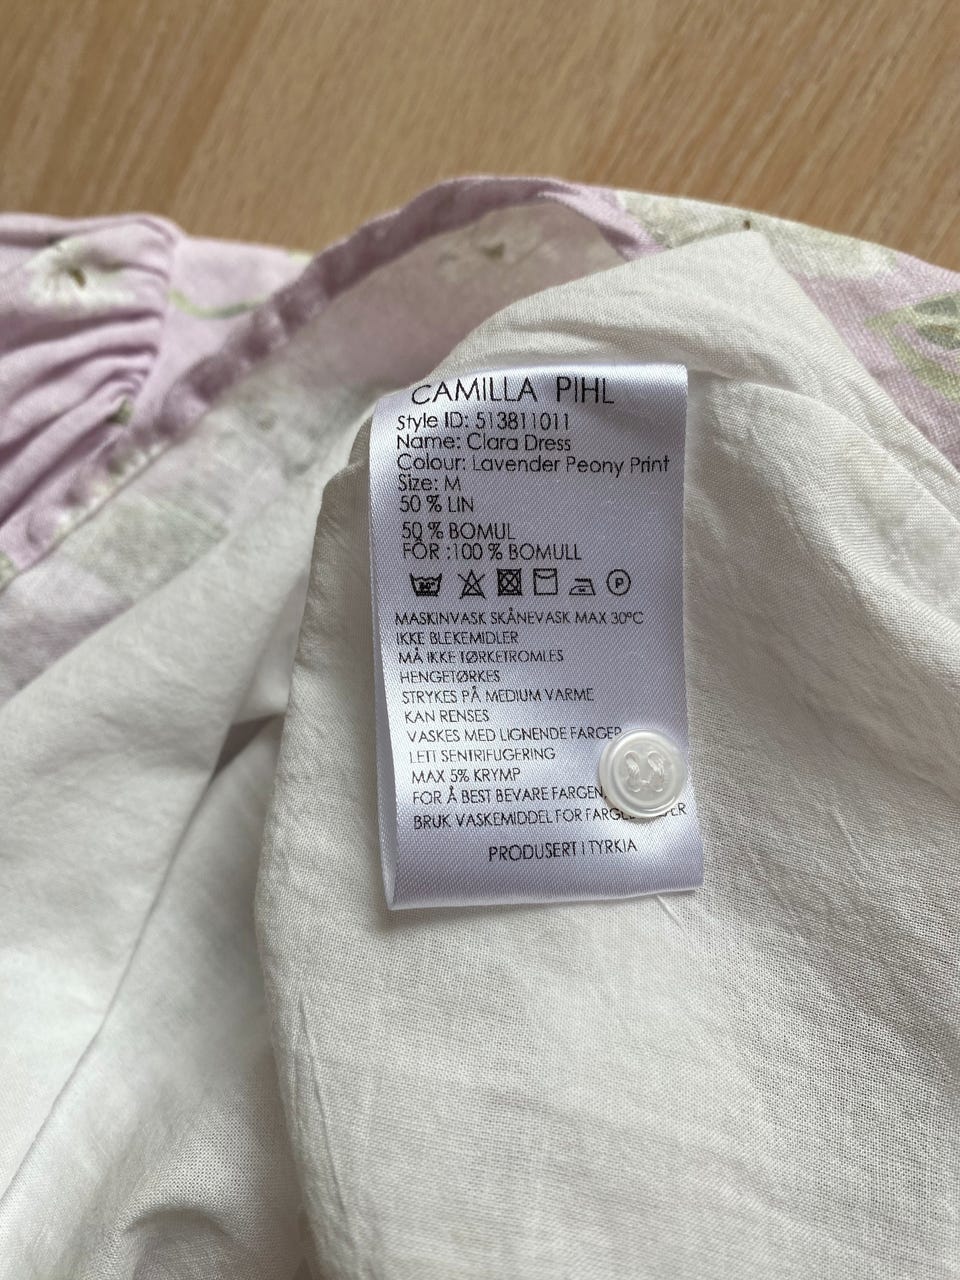 CAMILLA PIHL
Style ID: 513811011
Name: Clara Dress
Colour: Lavender Peony Print
Size: M
50 % LIN
50 % BOMUL
FÔR :100 % BOMULL
30°
P
MASKINVASK SKÅNEVASK MAX 30°C
IKKE BLEKEMIDLER
MÅ IKKE TØRKETROMLES
HENGETØRKES
STRYKES PÅ MEDIUM VARME
KAN RENSES
VASKES MED LIGNENDE FARGER
LETT SENTRIFUGERING
MAX 5% KRYMP
FOR Å BEST BEVARE FARGEN,
BRUK VASKEMIDDEL FOR
PRODUSERT I TYRKIA